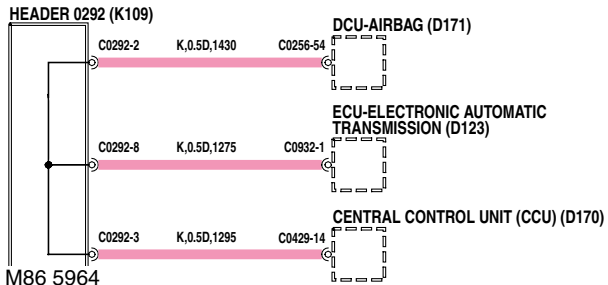 HEADER 0292 (K109)
DCU-AIRBAG (D171)
C0292-2 K,0.5D,1430 C0256-54
ECU-ELECTRONIC AUTOMATIC
TRANSMISSION (D123)
C0292-8 K,0.5D,1275 C0932-1
CENTRAL CONTROL UNIT (CCU) (D170)
C0292-3 K,0.5D,1295 C0429-14
M86 5964